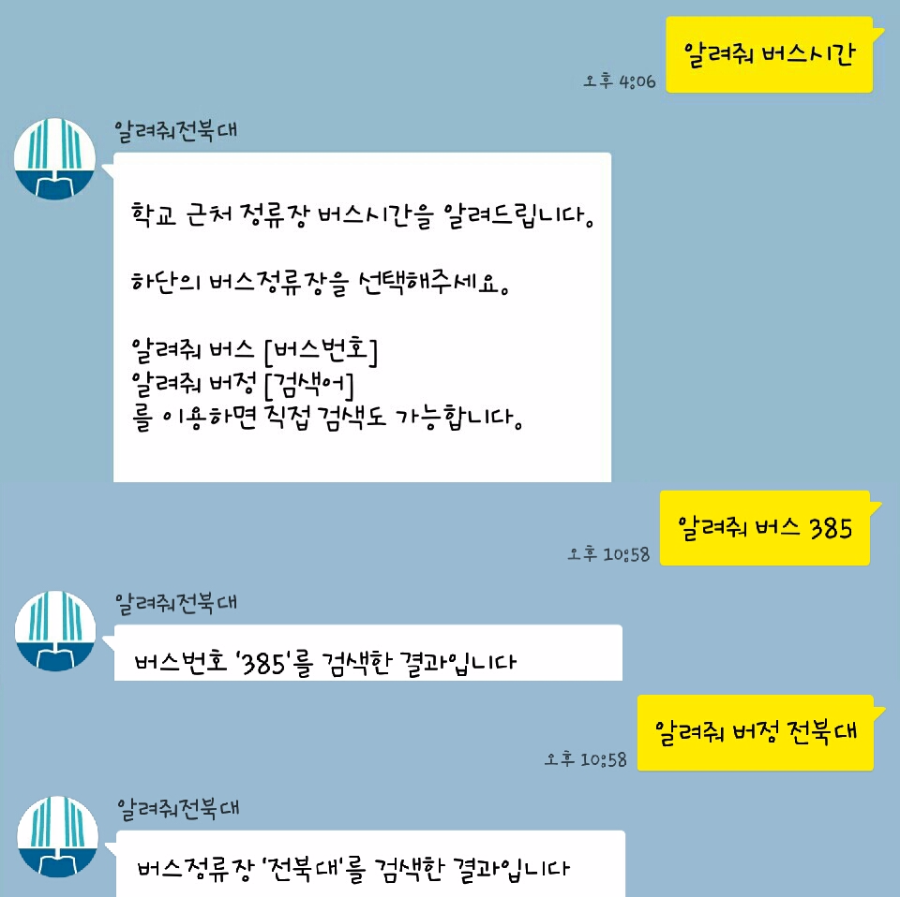 알려줘 버스시간
오후 4:06
알려줘전북대
학교 근처 정류장 버스시간을 알려드립니다.
하단의 버스정류장을 선택해주세요.
알려줘 버스 [버스번호]
알려줘 버정 [검색어]
를 이용하면 직접 검색도 가능합니다.
알려줘 버스 385
오후 10:58
알려줘전북대
버스번호 '385'를 검색한 결과입니다
알려줘 버정 전북대
오후 10:58
알려줘전북대
버스정류장 '전북대'를 검색한 결과입니다